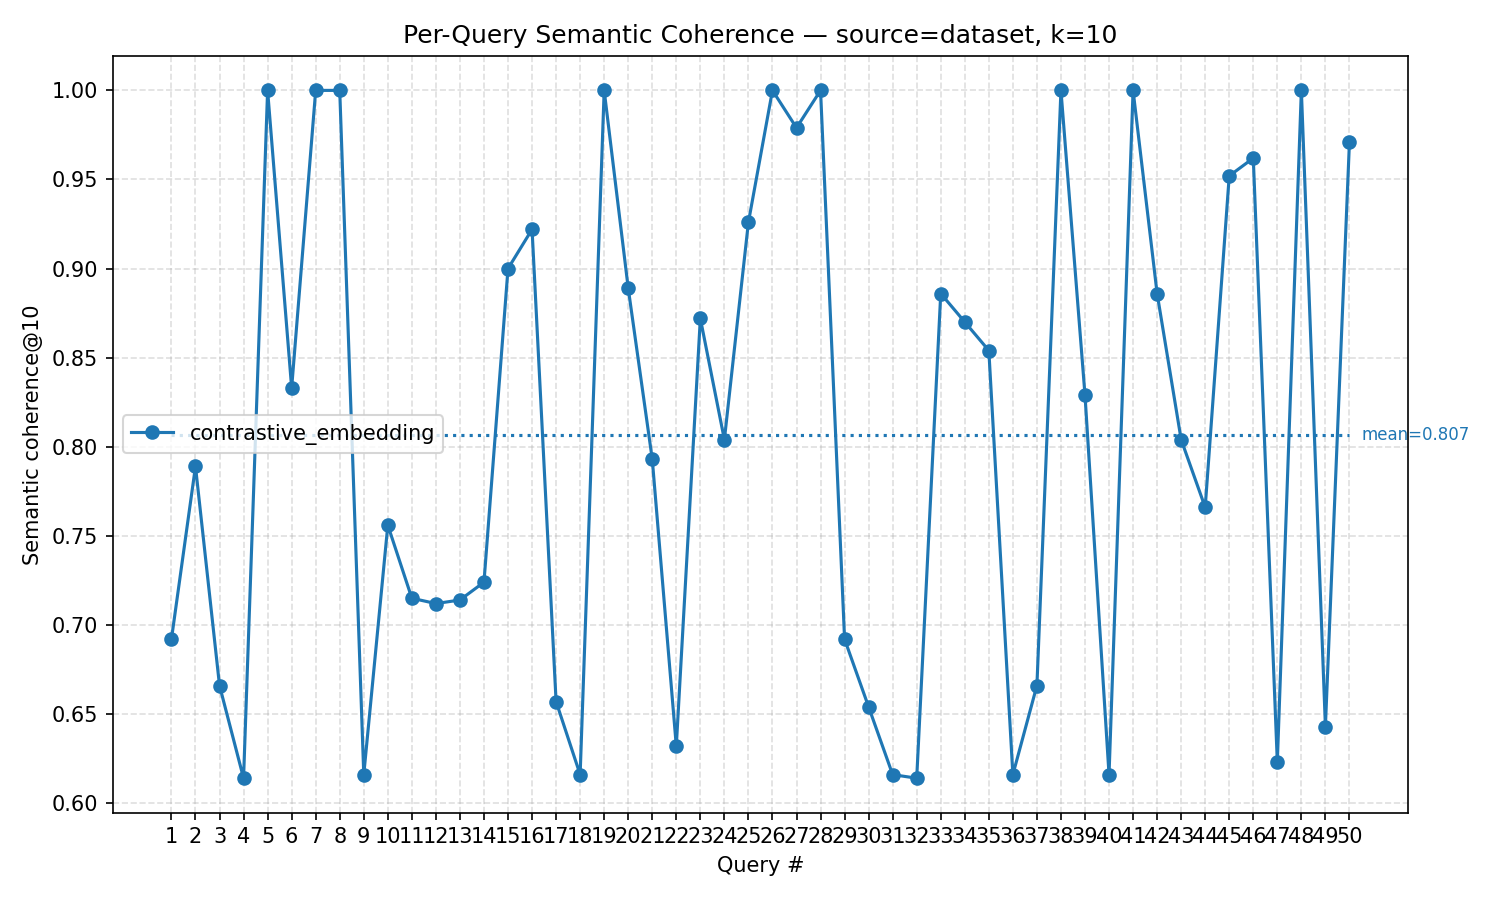 Per-Query Semantic Coherence — source=dataset, k=10
Semantic coherence@10
1.00
0.95
0.90
0.85
0.80
0.75
0.70
0.65
0.60
contrastive_embedding
mean=0.807
1 2 3 4 5 6 7 8 9 10 11 12 13 14 15 16 17 18 19 20 21 22 23 24 25 26 27 28 29 30 31 32 33 34 35 36 37 38 39 40 41 42 43 44 45 46 47 48 49 50
Query #